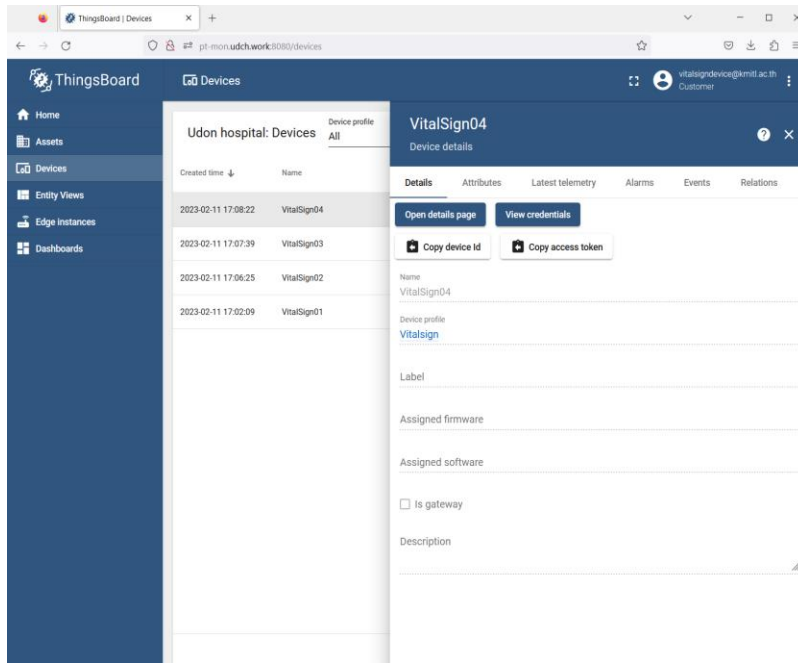 ThingsBoard | Devices
pt-mon.udch.work:8080/devices
ThingsBoard
Devices
vitalsigndevice@kmitl.ac.th
Customer
Home
Assets
Devices
Entity Views
Edge instances
Dashboards
Udon hospital: Devices
Device profile
All
Created time
Name
2023-02-11 17:08:22 VitalSign04
2023-02-11 17:07:39 VitalSign03
2023-02-11 17:06:25 VitalSign02
2023-02-11 17:02:09 VitalSign01
VitalSign04
Device details
Details Attributes Latest telemetry Alarms Events Relations
Open details page View credentials
Copy device Id Copy access token
Name
VitalSign04
Device profile
Vitalsign
Label
Assigned firmware
Assigned software
Is gateway
Description